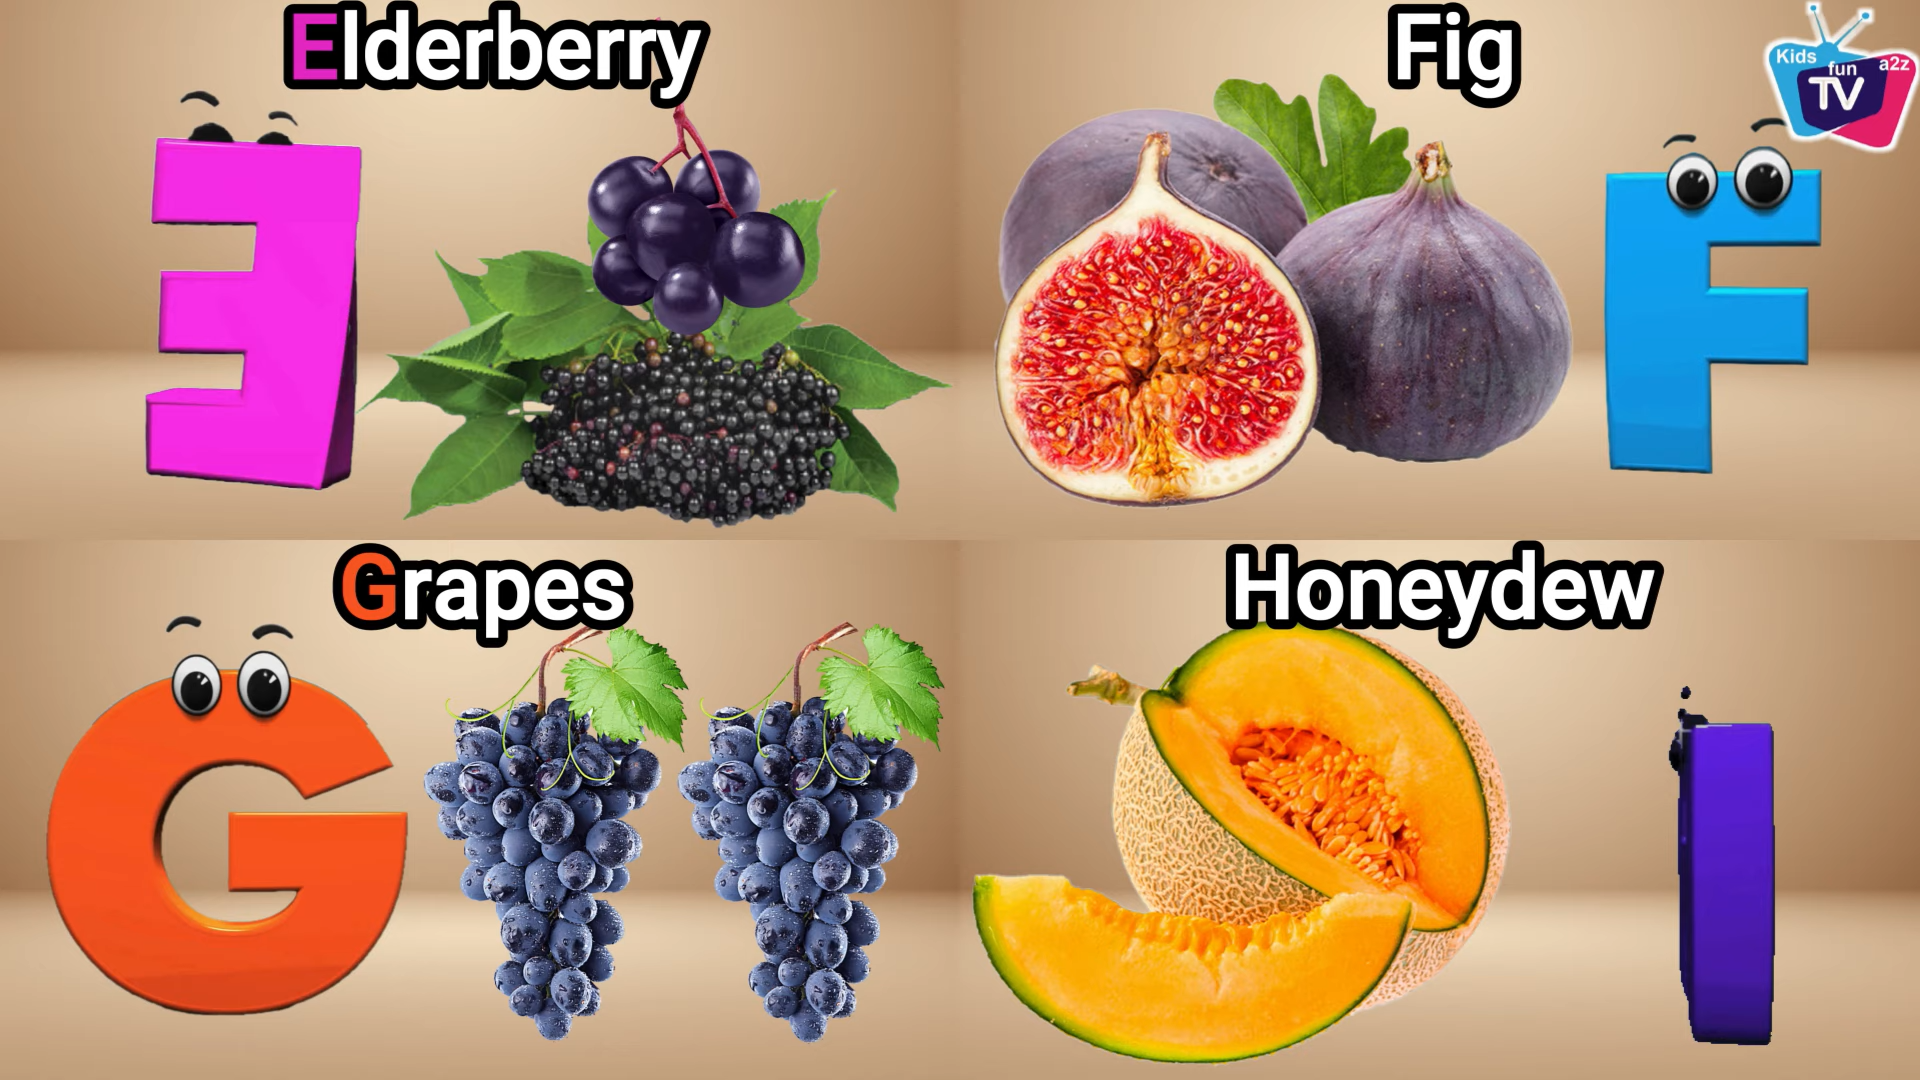 Elderberry
Fig
Kids fun a2z
TV
E
F
Grapes
Honeydew
G